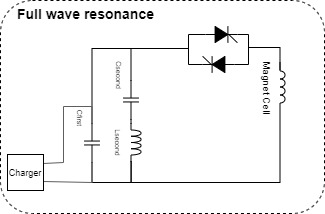 Full wave resonance
Csecond
Magnet Cell
Cfirst
Lsecond
Charger